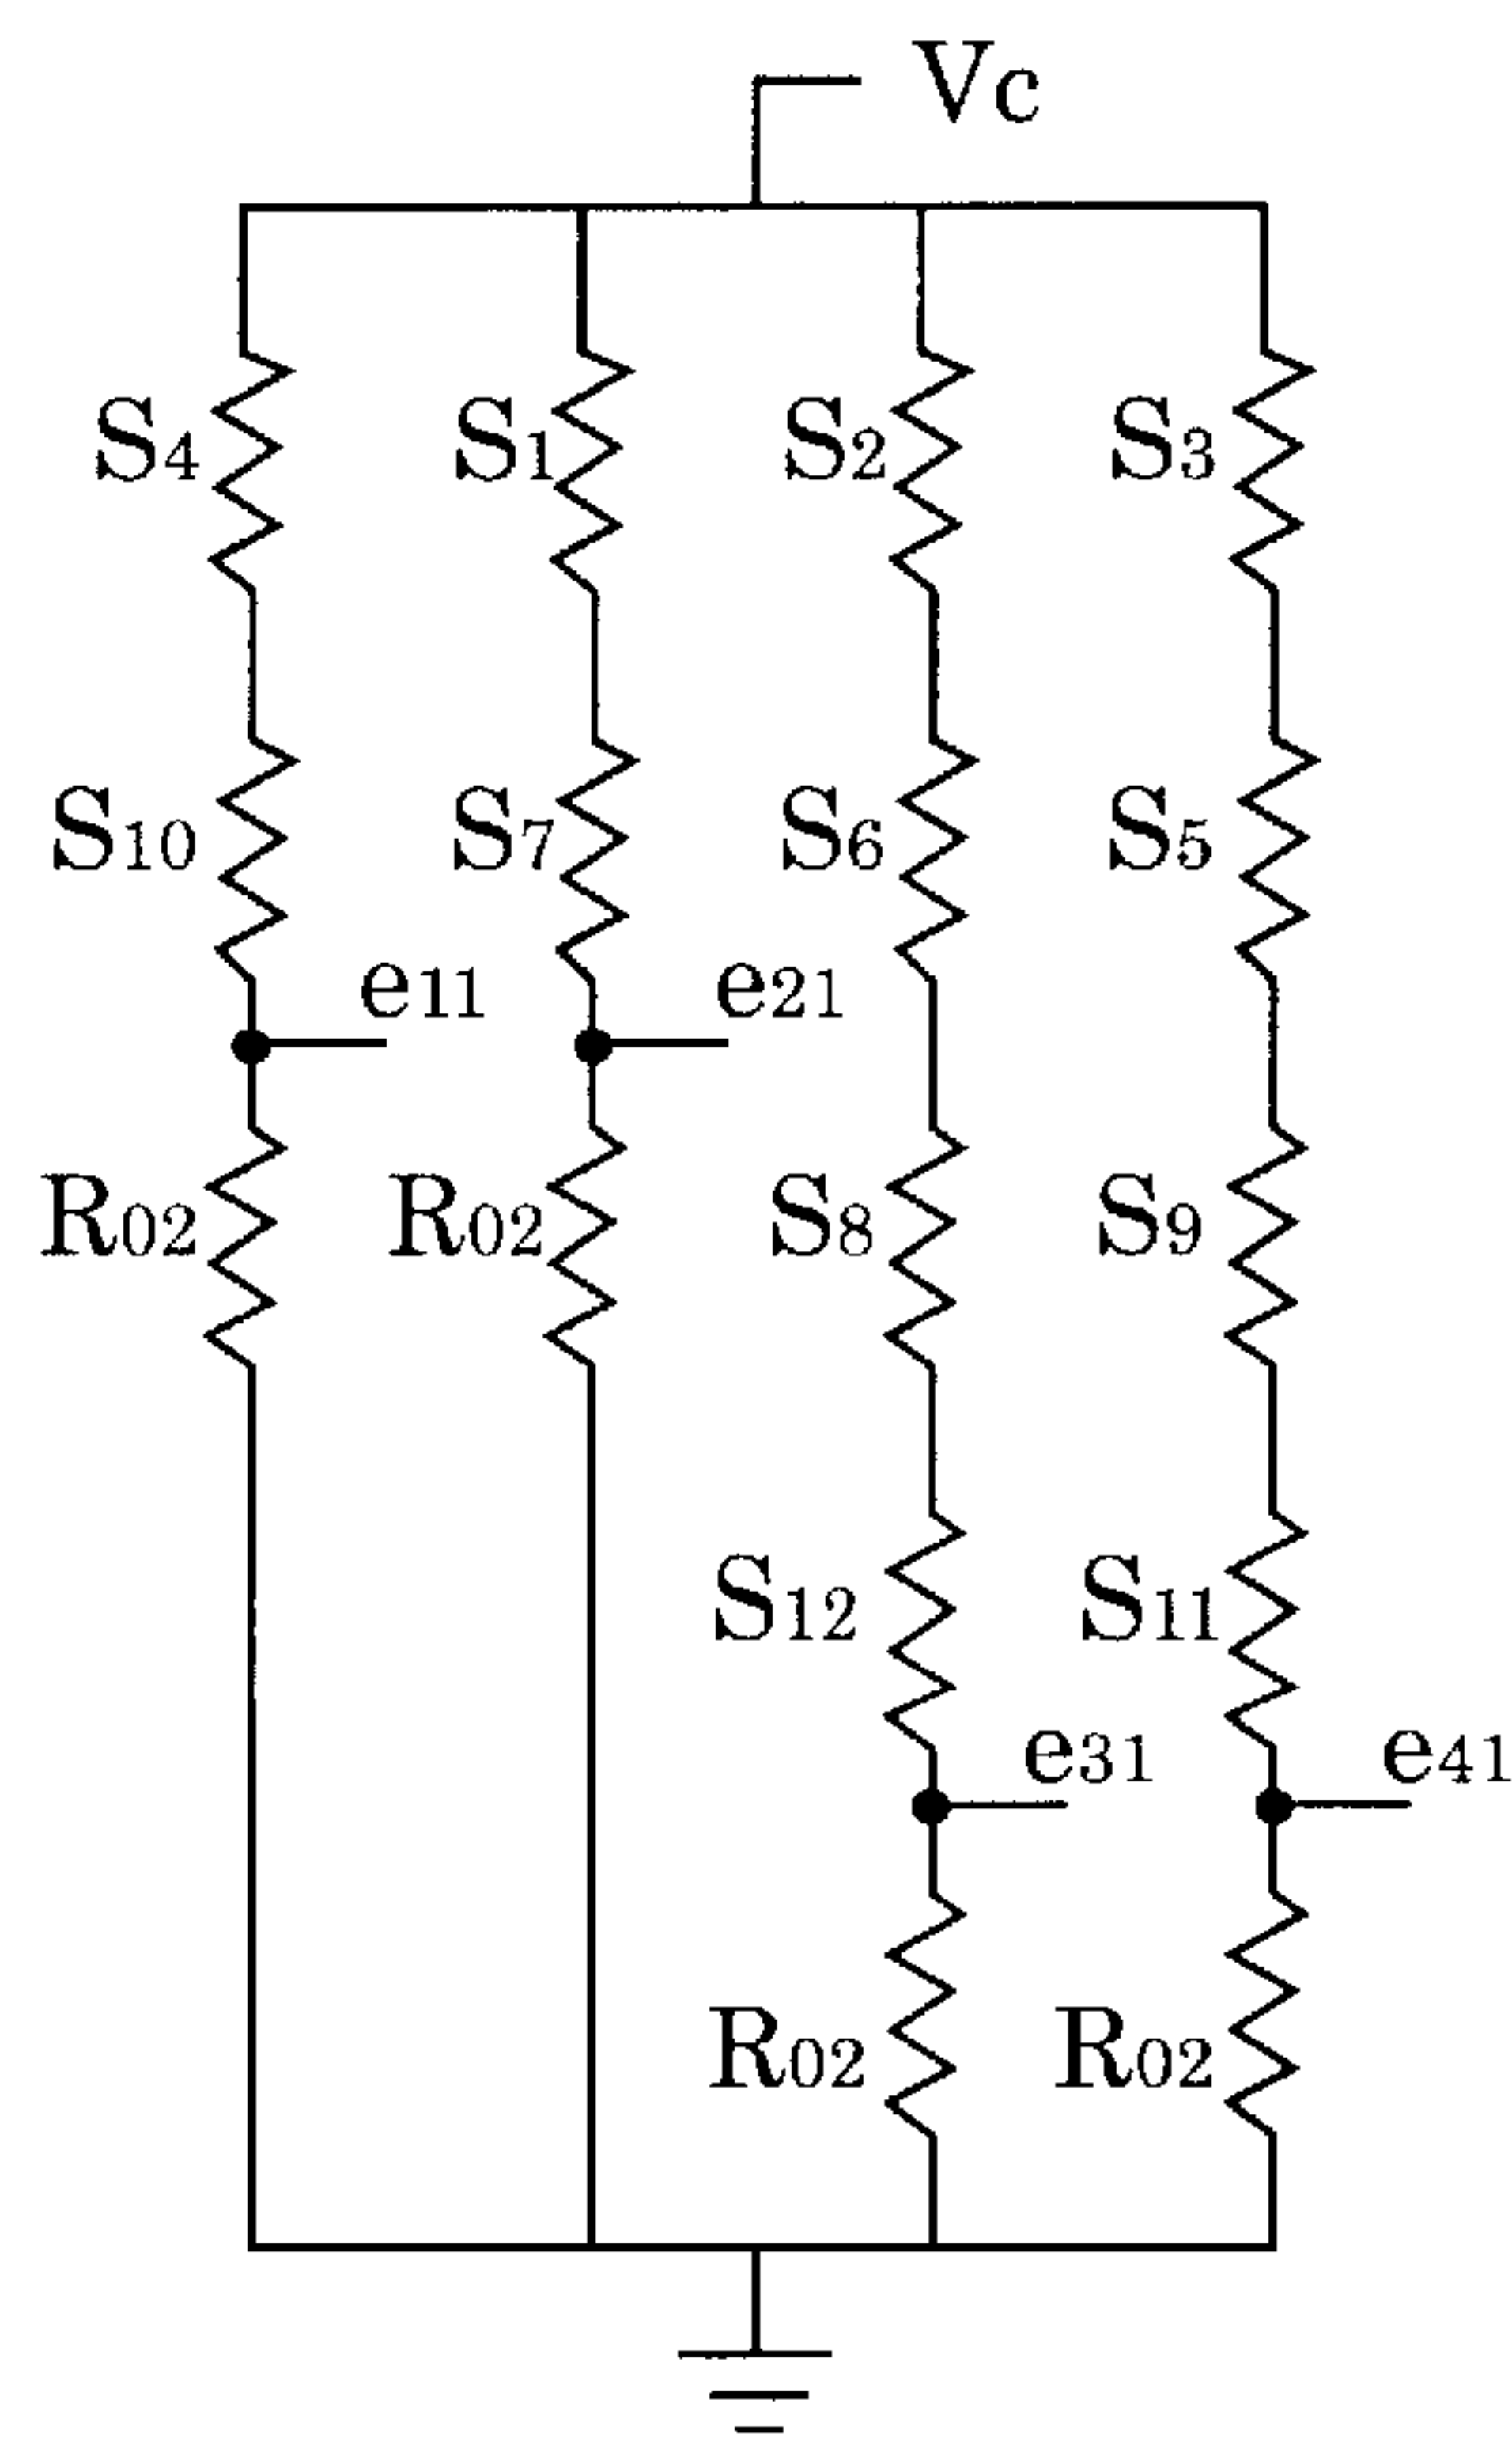 Vc
S4 S1 S2 S3
S10 S7 S6 S5
e11 e21
R02 R02 S8 S9
S12 S11
e31 e41
R02 R02